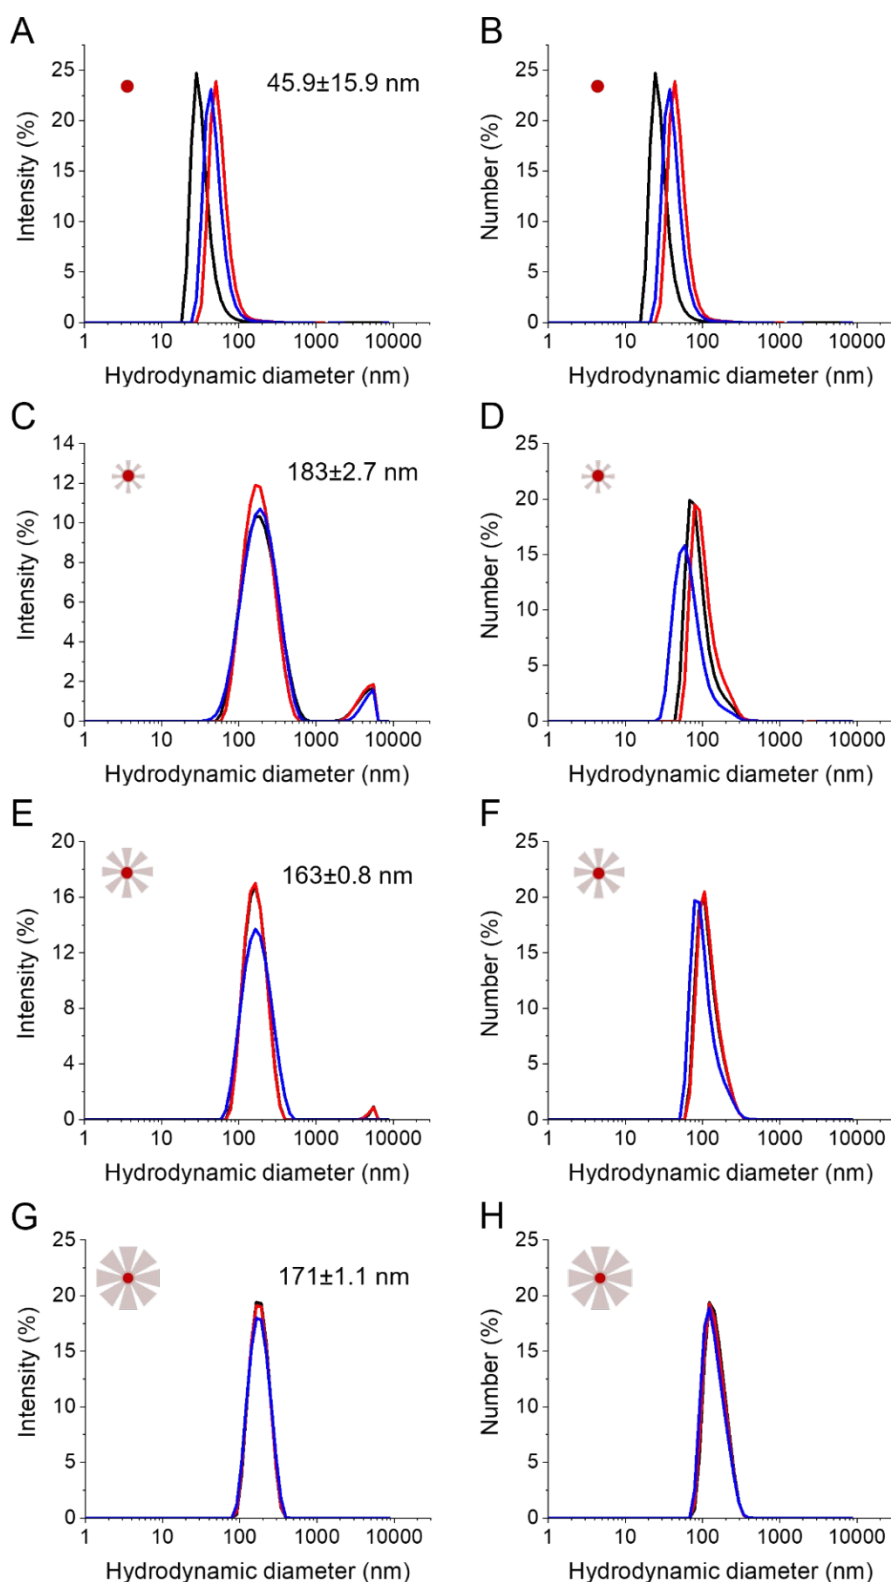 A
Intensity (%)
25
20
15
10
5
0
45.9±15.9 nm
1 10 100 1000 10000
Hydrodynamic diameter (nm)
B
Number (%)
25
20
15
10
5
0
1 10 100 1000 10000
Hydrodynamic diameter (nm)
C
Intensity (%)
14
12
10
8
6
4
2
0
183±2.7 nm
1 10 100 1000 10000
Hydrodynamic diameter (nm)
D
Number (%)
25
20
15
10
5
0
1 10 100 1000 10000
Hydrodynamic diameter (nm)
E
Intensity (%)
20
16
12
8
4
0
163±0.8 nm
1 10 100 1000 10000
Hydrodynamic diameter (nm)
F
Number (%)
25
20
15
10
5
0
1 10 100 1000 10000
Hydrodynamic diameter (nm)
G
Intensity (%)
25
20
15
10
5
0
171±1.1 nm
1 10 100 1000 10000
Hydrodynamic diameter (nm)
H
Number (%)
25
20
15
10
5
0
1 10 100 1000 10000
Hydrodynamic diameter (nm)